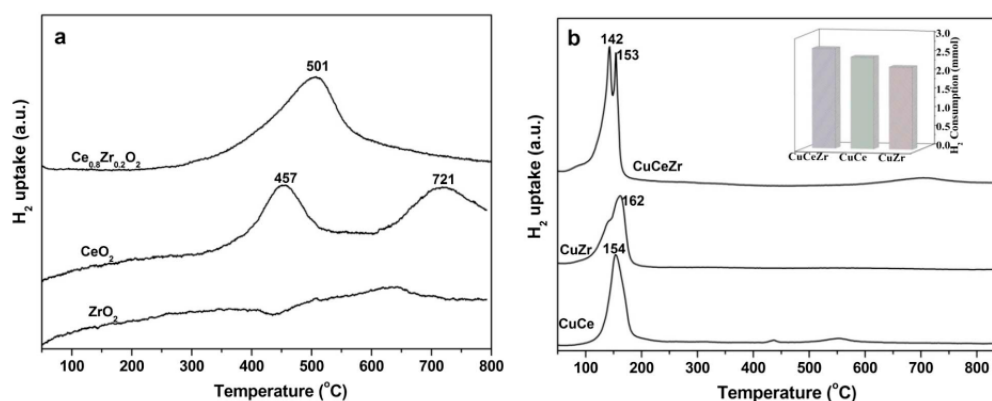 a
501
Ce0.8Zr0.2O2
457
721
CeO2
ZrO2
H2 uptake (a.u.)
50 100 200 300 400 500 600 700 800
Temperature (°C)
b
142
153
CuCeZr
162
CuZr
154
CuCe
H2 uptake (a.u.)
50 100 200 300 400 500 600 700 800
Temperature (°C)
3.0
2.5
2.0
1.5
1.0
0.5
0.0
H2 Consumption (mmol)
CuCeZr CuCe CuZr